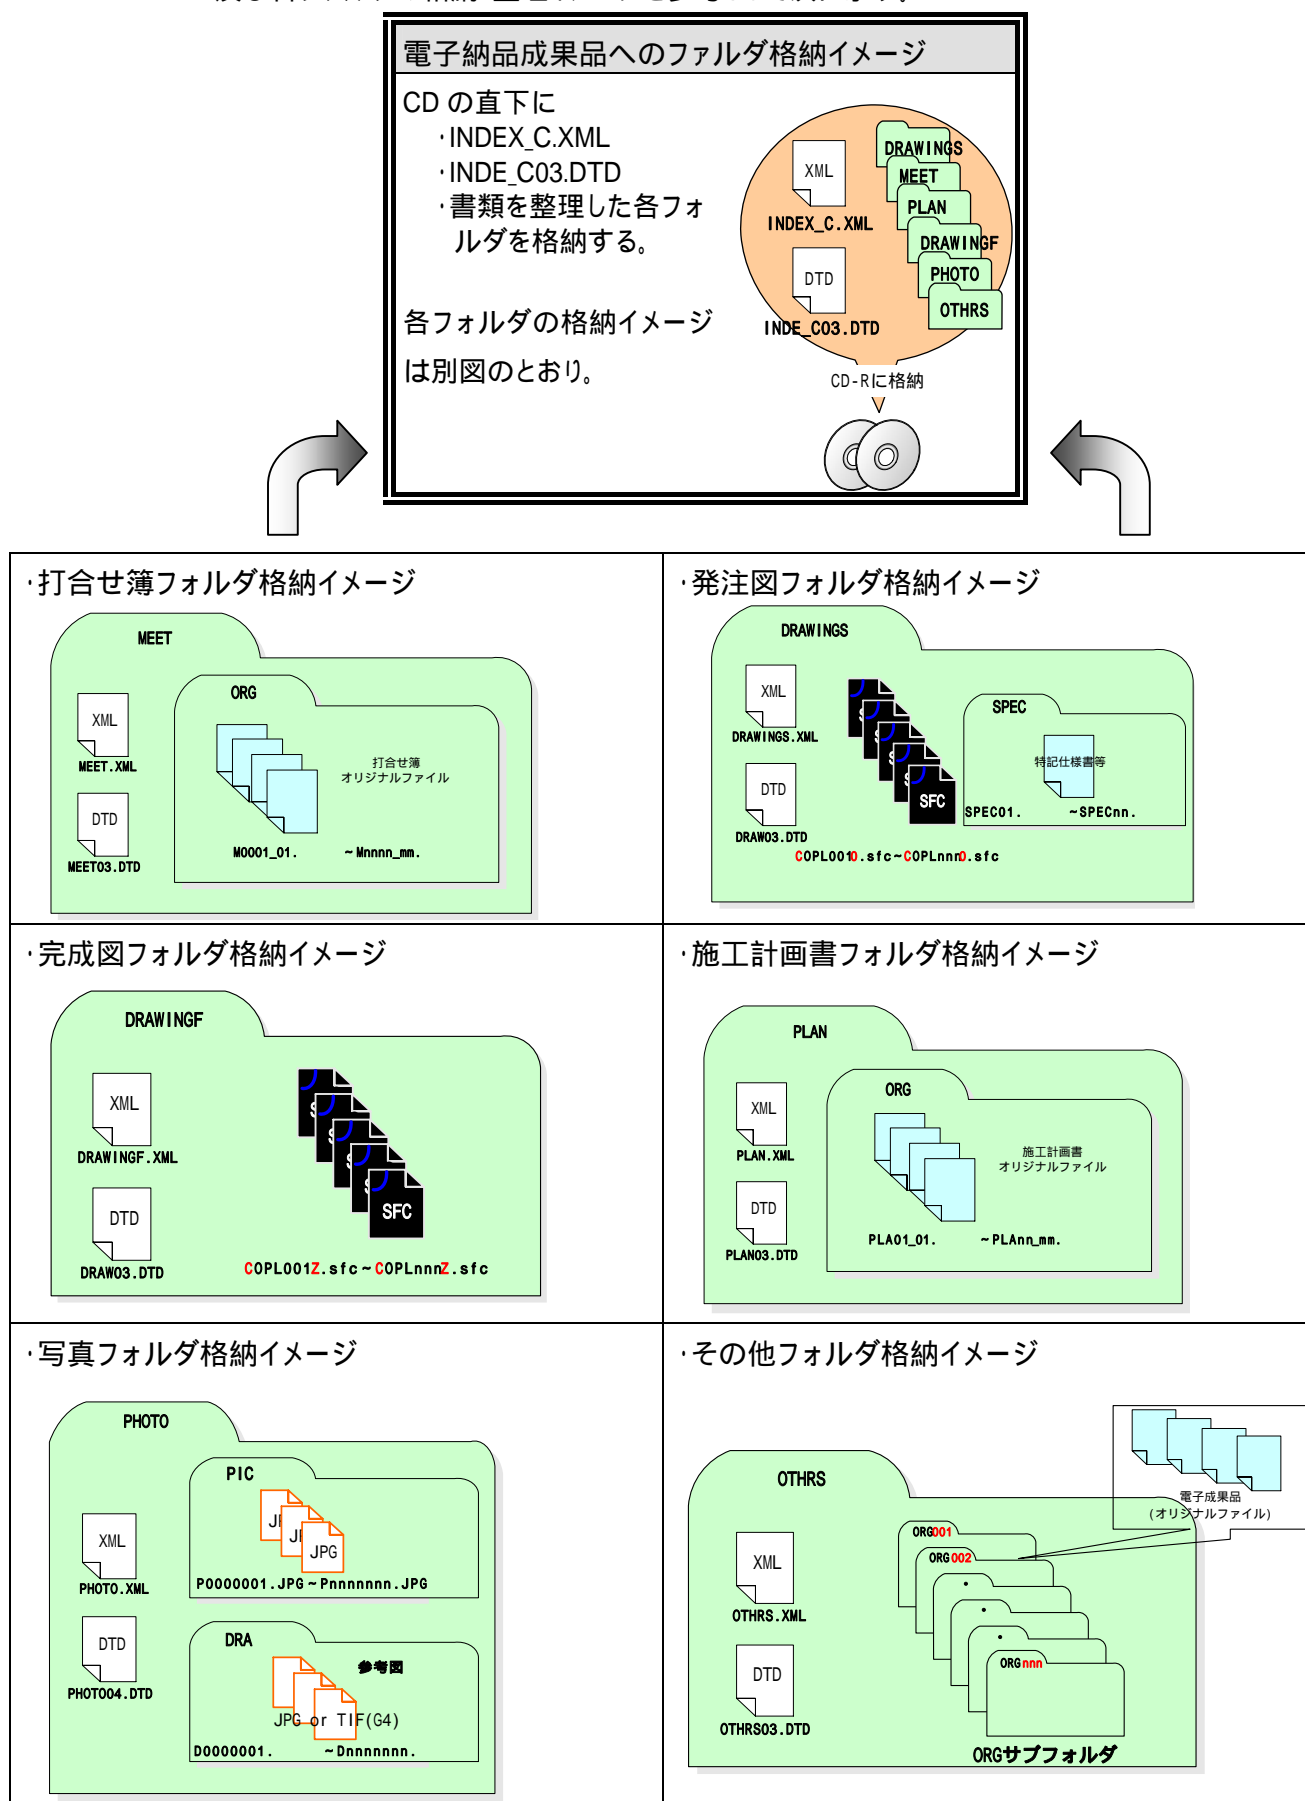 電子納品成果品へのファルダ格納イメージ
CD の直下に
・INDEX_C.XML
・INDE_C03.DTD
・書類を整理した各フォ
ルダを格納する。
各フォルダの格納イメージ
は別図のとおり。
XML
INDEX_C.XML
DTD
INDE_C03.DTD
DRAWINGS
MEET
PLAN
DRAWINGF
PHOTO
OTHRS
CD-Rに格納
・打合せ簿フォルダ格納イメージ
MEET
XML
MEET.XML
DTD
MEET03.DTD
ORG
打合せ簿
オリジナルファイル
M0001_01. ~Mnnnn_mm.
・発注図フォルダ格納イメージ
DRAWINGS
XML
DRAWINGS.XML
DTD
DRAW03.DTD
SFC
COPL0010.sfc~COPLnnn0.sfc
SPEC
特記仕様書等
SPEC01. ~SPECnn.
・完成図フォルダ格納イメージ
DRAWINGF
XML
DRAWINGF.XML
DTD
DRAW03.DTD
SFC
COPL001Z.sfc~COPLnnnZ.sfc
・施工計画書フォルダ格納イメージ
PLAN
XML
PLAN.XML
DTD
PLAN03.DTD
ORG
施工計画書
オリジナルファイル
PLA01_01. ~PLAnn_mm.
・写真フォルダ格納イメージ
PHOTO
XML
PHOTO.XML
DTD
PHOTO04.DTD
PIC
JPG
P0000001.JPG~Pnnnnnnn.JPG
DRA
参考図
JPG or TIF(G4)
D0000001. ~Dnnnnnnn.
・その他フォルダ格納イメージ
OTHRS
XML
OTHRS.XML
DTD
OTHRS03.DTD
電子成果品
(オリジナルファイル)
ORG001
ORG002
ORGnnn
ORGサブフォルダ